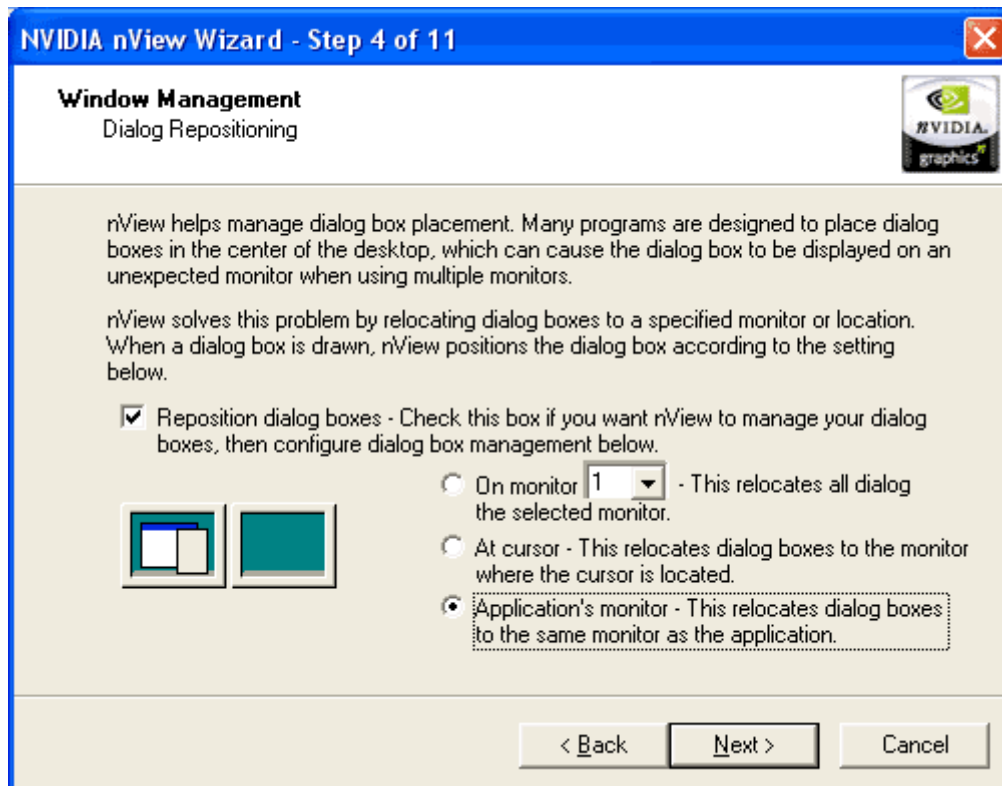 NVIDIA nView Wizard - Step 4 of 11
Window Management
Dialog Repositioning
nVIDIA.
graphics
nView helps manage dialog box placement. Many programs are designed to place dialog
boxes in the center of the desktop, which can cause the dialog box to be displayed on an
unexpected monitor when using multiple monitors.
nView solves this problem by relocating dialog boxes to a specified monitor or location.
When a dialog box is drawn, nView positions the dialog box according to the setting
below.
Reposition dialog boxes - Check this box if you want nView to manage your dialog
boxes, then configure dialog box management below.
On monitor 1 - This relocates all dialog
the selected monitor.
At cursor - This relocates dialog boxes to the monitor
where the cursor is located.
Application's monitor - This relocates dialog boxes
to the same monitor as the application.
< Back Next > Cancel